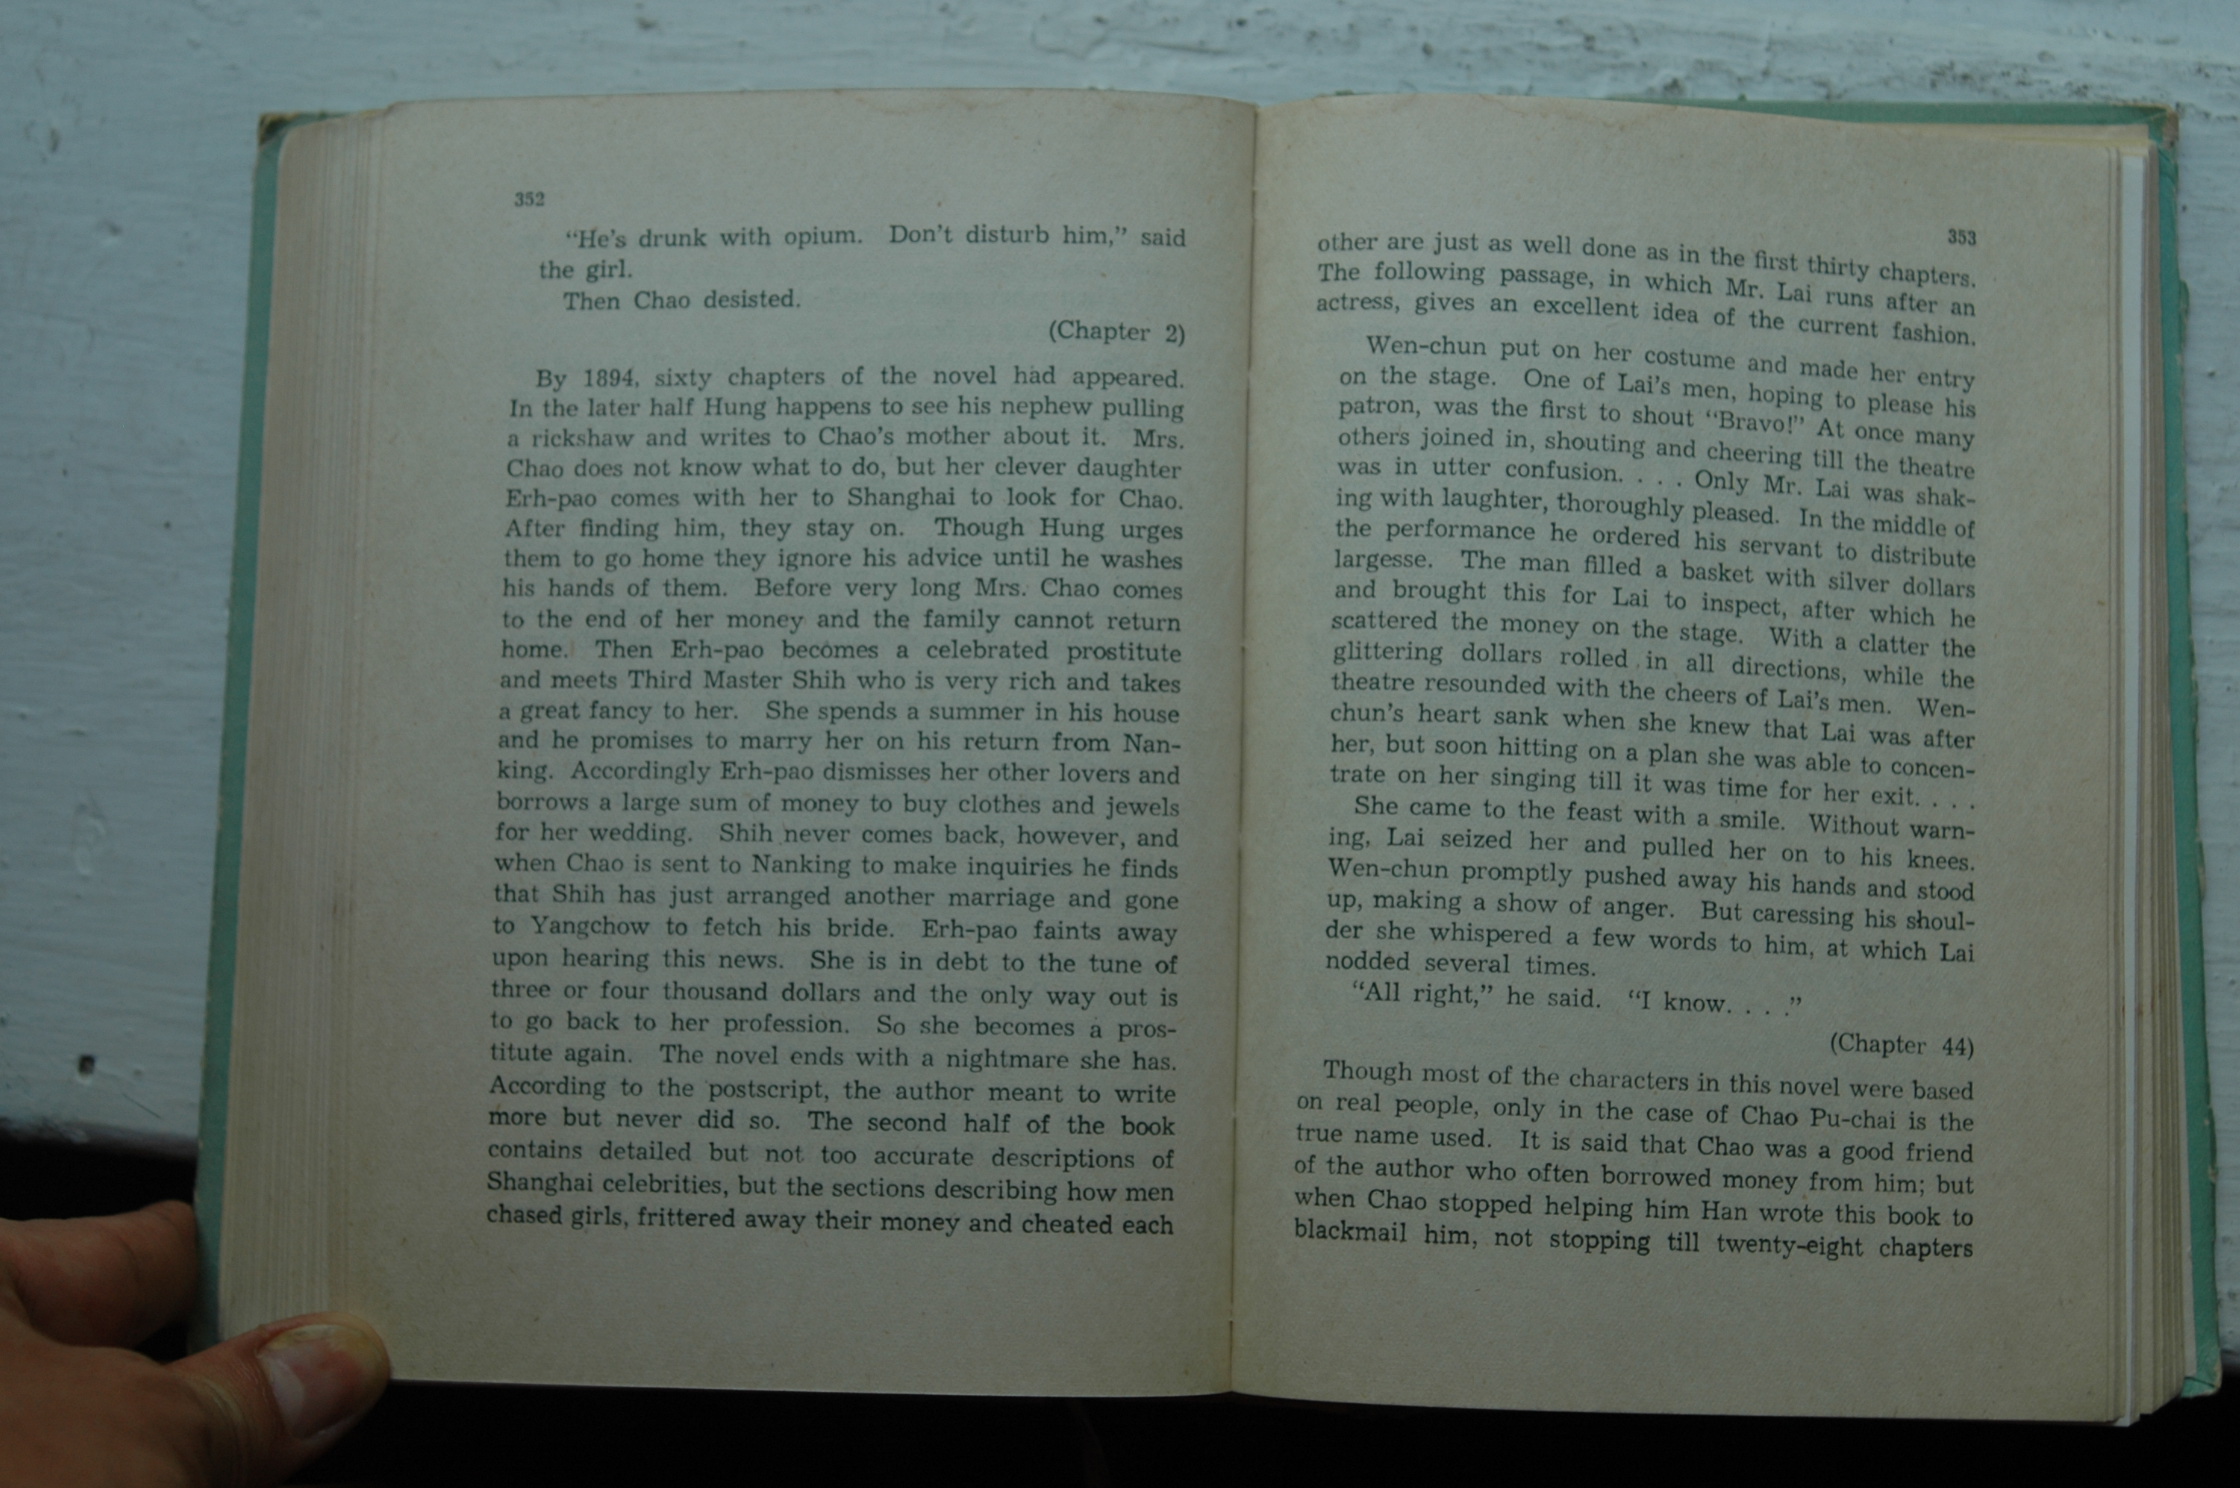 352
“He’s drunk with opium. Don’t disturb him,” said
the girl.
Then Chao desisted.
(Chapter 2)
By 1894, sixty chapters of the novel had appeared.
In the later half Hung happens to see his nephew pulling
a rickshaw and writes to Chao’s mother about it. Mrs.
Chao does not know what to do, but her clever daughter
Erh-pao comes with her to Shanghai to look for Chao.
After finding him, they stay on. Though Hung urges
them to go home they ignore his advice until he washes
his hands of them. Before very long Mrs. Chao comes
to the end of her money and the family cannot return
home. Then Erh-pao becomes a celebrated prostitute
and meets Third Master Shih who is very rich and takes
a great fancy to her. She spends a summer in his house
and he promises to marry her on his return from Nan-
king. Accordingly Erh-pao dismisses her other lovers and
borrows a large sum of money to buy clothes and jewels
for her wedding. Shih never comes back, however, and
when Chao is sent to Nanking to make inquiries he finds
that Shih has just arranged another marriage and gone
to Yangchow to fetch his bride. Erh-pao faints away
upon hearing this news. She is in debt to the tune of
three or four thousand dollars and the only way out is
to go back to her profession. So she becomes a pros-
titute again. The novel ends with a nightmare she has.
According to the postscript, the author meant to write
more but never did so. The second half of the book
contains detailed but not too accurate descriptions of
Shanghai celebrities, but the sections describing how men
chased girls, frittered away their money and cheated each
353
other are just as well done as in the first thirty chapters.
The following passage, in which Mr. Lai runs after an
actress, gives an excellent idea of the current fashion.
Wen-chun put on her costume and made her entry
on the stage. One of Lai’s men, hoping to please his
patron, was the first to shout “Bravo!” At once many
others joined in, shouting and cheering till the theatre
was in utter confusion. . . . Only Mr. Lai was shak-
ing with laughter, thoroughly pleased. In the middle of
the performance he ordered his servant to distribute
largesse. The man filled a basket with silver dollars
and brought this for Lai to inspect, after which he
scattered the money on the stage. With a clatter the
glittering dollars rolled in all directions, while the
theatre resounded with the cheers of Lai’s men. Wen-
chun’s heart sank when she knew that Lai was after
her, but soon hitting on a plan she was able to concen-
trate on her singing till it was time for her exit. . . .
She came to the feast with a smile. Without warn-
ing, Lai seized her and pulled her on to his knees.
Wen-chun promptly pushed away his hands and stood
up, making a show of anger. But caressing his shoul-
der she whispered a few words to him, at which Lai
nodded several times.
“All right,” he said. “I know. . . .”
(Chapter 44)
Though most of the characters in this novel were based
on real people, only in the case of Chao Pu-chai is the
true name used. It is said that Chao was a good friend
of the author who often borrowed money from him; but
when Chao stopped helping him Han wrote this book to
blackmail him, not stopping till twenty-eight chapters